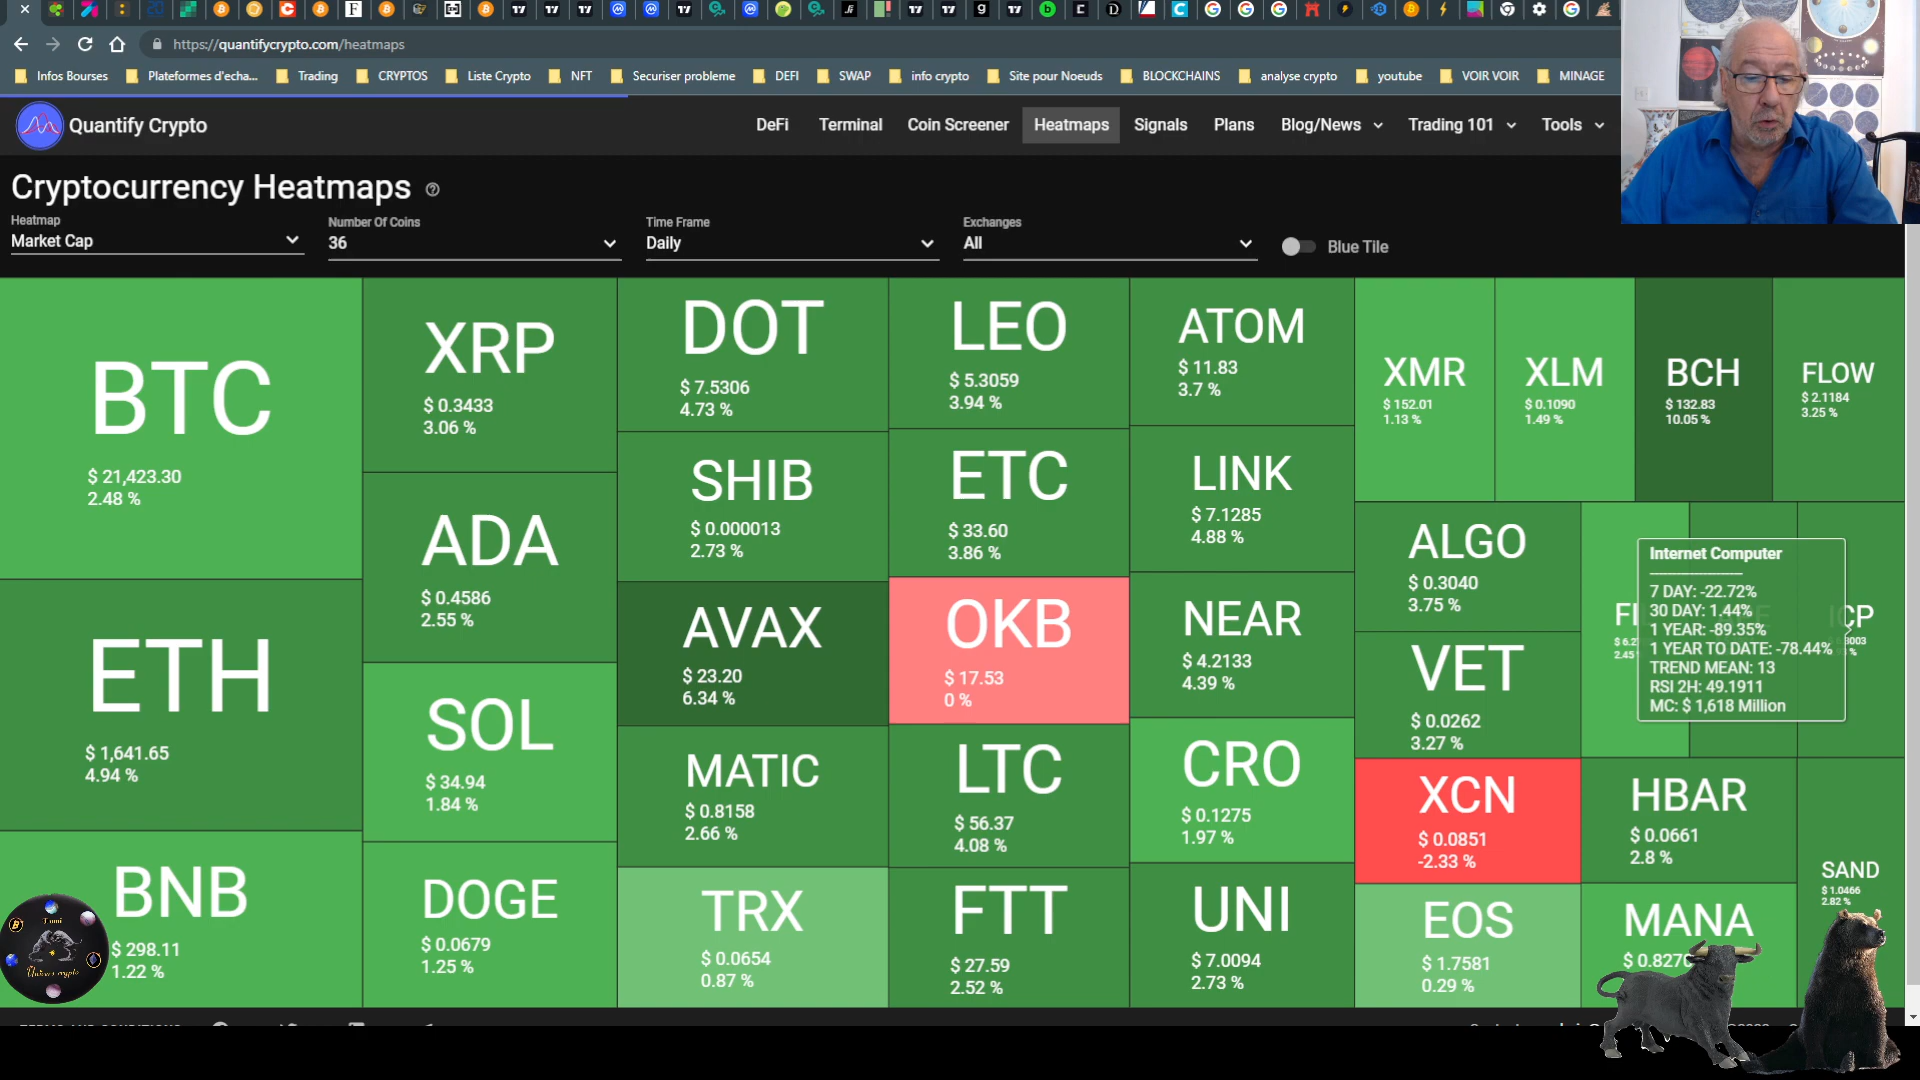 https://quantifycrypto.com/heatmaps
Infos Bourses
Plateformes d'echa...
Trading
CRYPTOS
Liste Crypto
NFT
Securiser probleme
DEFI
SWAP
info crypto
Site pour Noeuds
BLOCKCHAINS
analyse crypto
youtube
VOIR VOIR
MINAGE
Quantify Crypto
DeFi
Terminal
Coin Screener
Heatmaps
Signals
Plans
Blog/News
Trading 101
Tools
Cryptocurrency Heatmaps
Heatmap
Market Cap
Number Of Coins
36
Time Frame
Daily
Exchanges
All
Blue Tile
BTC
$ 21,423.30
2.48 %
ETH
$ 1,641.65
4.94 %
BNB
$ 298.11
1.22 %
XRP
$ 0.3433
3.06 %
ADA
$ 0.4586
2.55 %
SOL
$ 34.94
1.84 %
DOGE
$ 0.0679
1.25 %
DOT
$ 7.5306
4.73 %
SHIB
$ 0.000013
2.73 %
AVAX
$ 23.20
6.34 %
MATIC
$ 0.8158
2.66 %
TRX
$ 0.0654
0.87 %
LEO
$ 5.3059
3.94 %
ETC
$ 33.60
3.86 %
OKB
$ 17.53
0 %
LTC
$ 56.37
4.08 %
FTT
$ 27.59
2.52 %
ATOM
$ 11.83
3.7 %
LINK
$ 7.1285
4.88 %
NEAR
$ 4.2133
4.39 %
CRO
$ 0.1275
1.97 %
UNI
$ 7.0094
2.73 %
XMR
$ 152.01
1.13 %
XLM
$ 0.1090
1.49 %
BCH
$ 132.83
10.05 %
FLOW
$ 2.1184
3.25 %
ALGO
$ 0.3040
3.75 %
VET
$ 0.0262
3.27 %
XCN
$ 0.0851
-2.33 %
EOS
$ 1.7581
0.29 %
Internet Computer
7 DAY: -22.72%
30 DAY: 1.44%
1 YEAR: -89.35%
1 YEAR TO DATE: -78.44%
TREND MEAN: 13
RSI 2H: 49.1911
MC: $ 1,618 Million
ICP
HBAR
$ 0.0661
2.8 %
MANA
$ 0.8270
SAND
$ 1.0466
2.82 %
Univers crypto